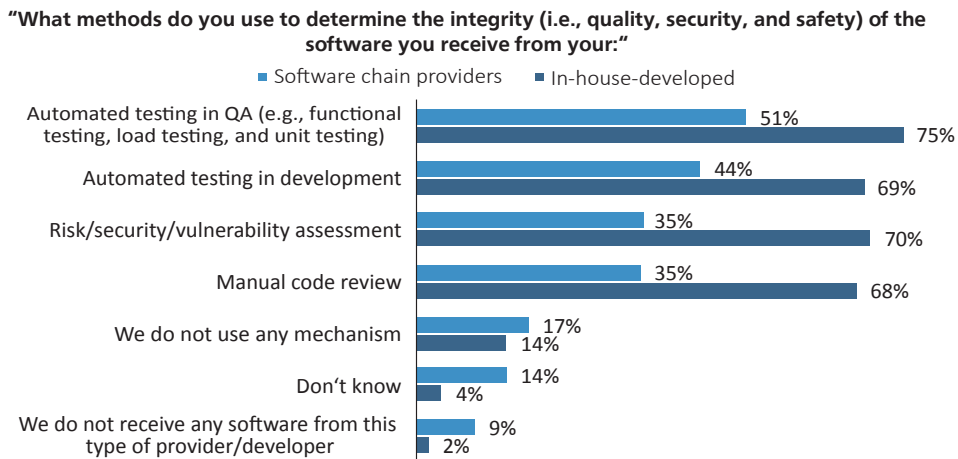 “What methods do you use to determine the integrity (i.e., quality, security, and safety) of the
software you receive from your:“
Software chain providers In-house-developed
Automated testing in QA (e.g., functional
testing, load testing, and unit testing)
51%
75%
Automated testing in development
44%
69%
Risk/security/vulnerability assessment
35%
70%
Manual code review
35%
68%
We do not use any mechanism
17%
14%
Don‘t know
14%
4%
We do not receive any software from this
type of provider/developer
9%
2%